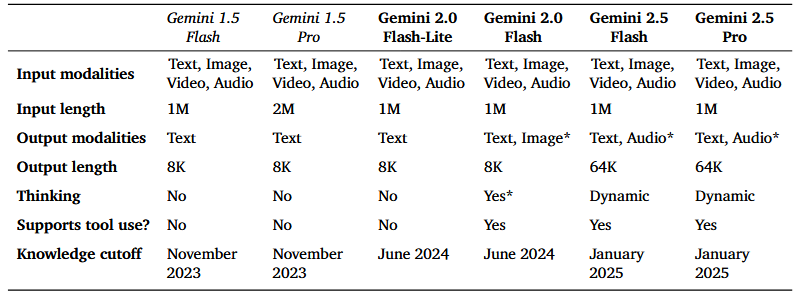 Gemini 1.5 Gemini 1.5 Gemini 2.0 Gemini 2.0 Gemini 2.5 Gemini 2.5
Flash Pro Flash-Lite Flash Flash Pro
Input modalities Text, Image, Text, Image, Text, Image, Text, Image, Text, Image, Text, Image,
Video, Audio Video, Audio Video, Audio Video, Audio Video, Audio Video, Audio
Input length 1M 2M 1M 1M 1M 1M
Output modalities Text Text Text Text, Image* Text, Audio* Text, Audio*
Output length 8K 8K 8K 8K 64K 64K
Thinking No No No Yes* Dynamic Dynamic
Supports tool use? No No No Yes Yes Yes
Knowledge cutoff November November June 2024 June 2024 January January
2023 2023 2025 2025